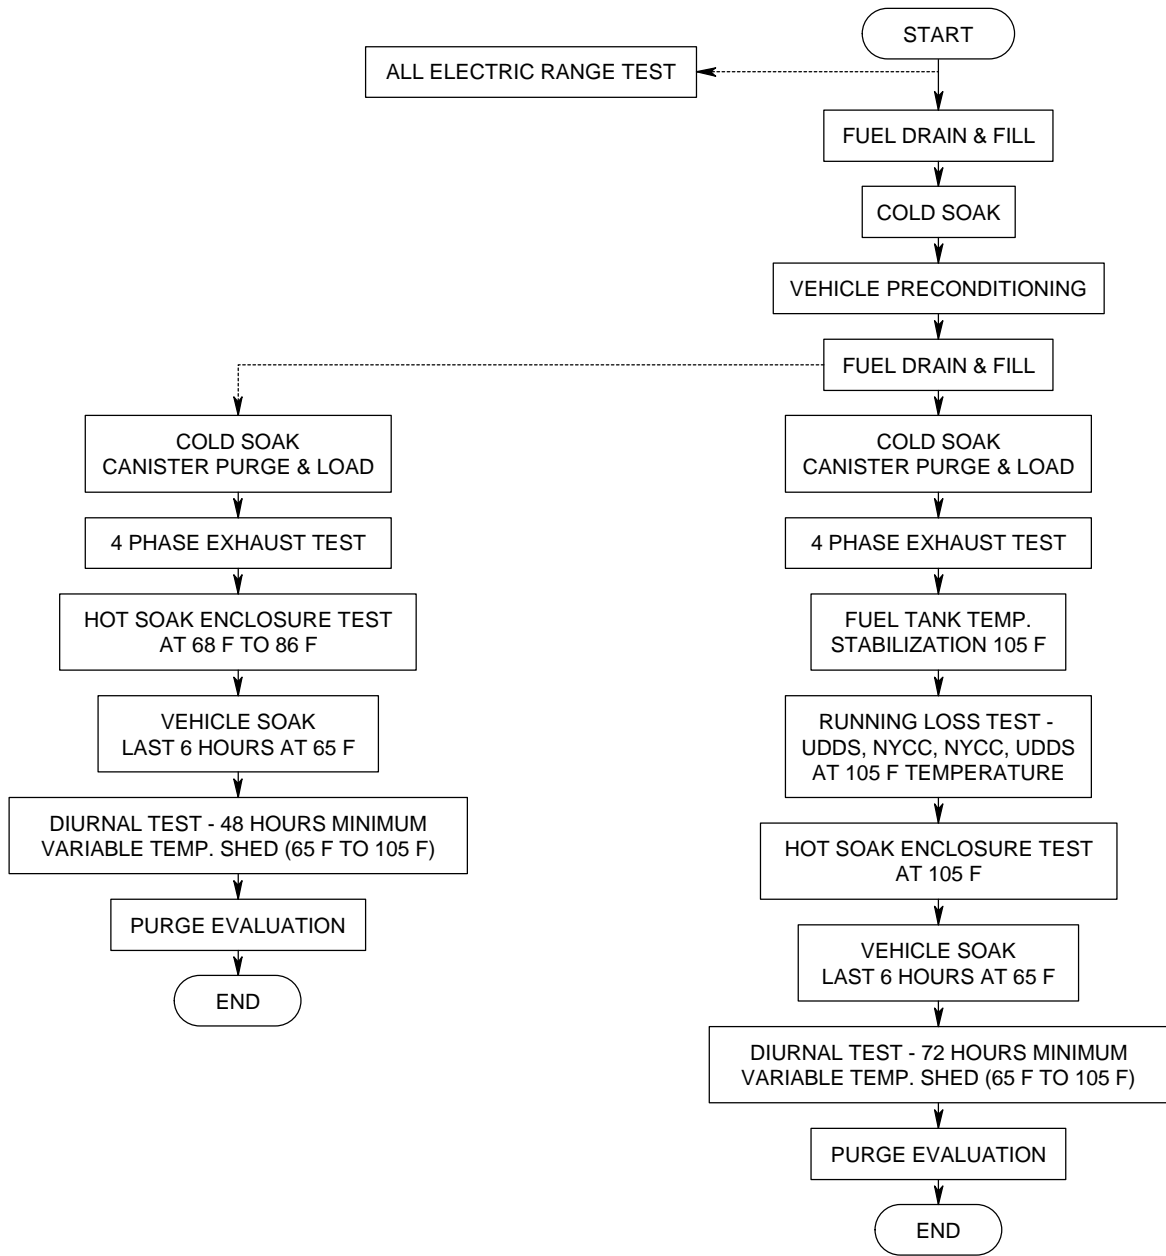 START
ALL ELECTRIC RANGE TEST
FUEL DRAIN & FILL
COLD SOAK
VEHICLE PRECONDITIONING
FUEL DRAIN & FILL
COLD SOAK
CANISTER PURGE & LOAD
4 PHASE EXHAUST TEST
HOT SOAK ENCLOSURE TEST
AT 68 F TO 86 F
VEHICLE SOAK
LAST 6 HOURS AT 65 F
DIURNAL TEST - 48 HOURS MINIMUM
VARIABLE TEMP. SHED (65 F TO 105 F)
PURGE EVALUATION
END
COLD SOAK
CANISTER PURGE & LOAD
4 PHASE EXHAUST TEST
FUEL TANK TEMP.
STABILIZATION 105 F
RUNNING LOSS TEST -
UDDS, NYCC, NYCC, UDDS
AT 105 F TEMPERATURE
HOT SOAK ENCLOSURE TEST
AT 105 F
VEHICLE SOAK
LAST 6 HOURS AT 65 F
DIURNAL TEST - 72 HOURS MINIMUM
VARIABLE TEMP. SHED (65 F TO 105 F)
PURGE EVALUATION
END